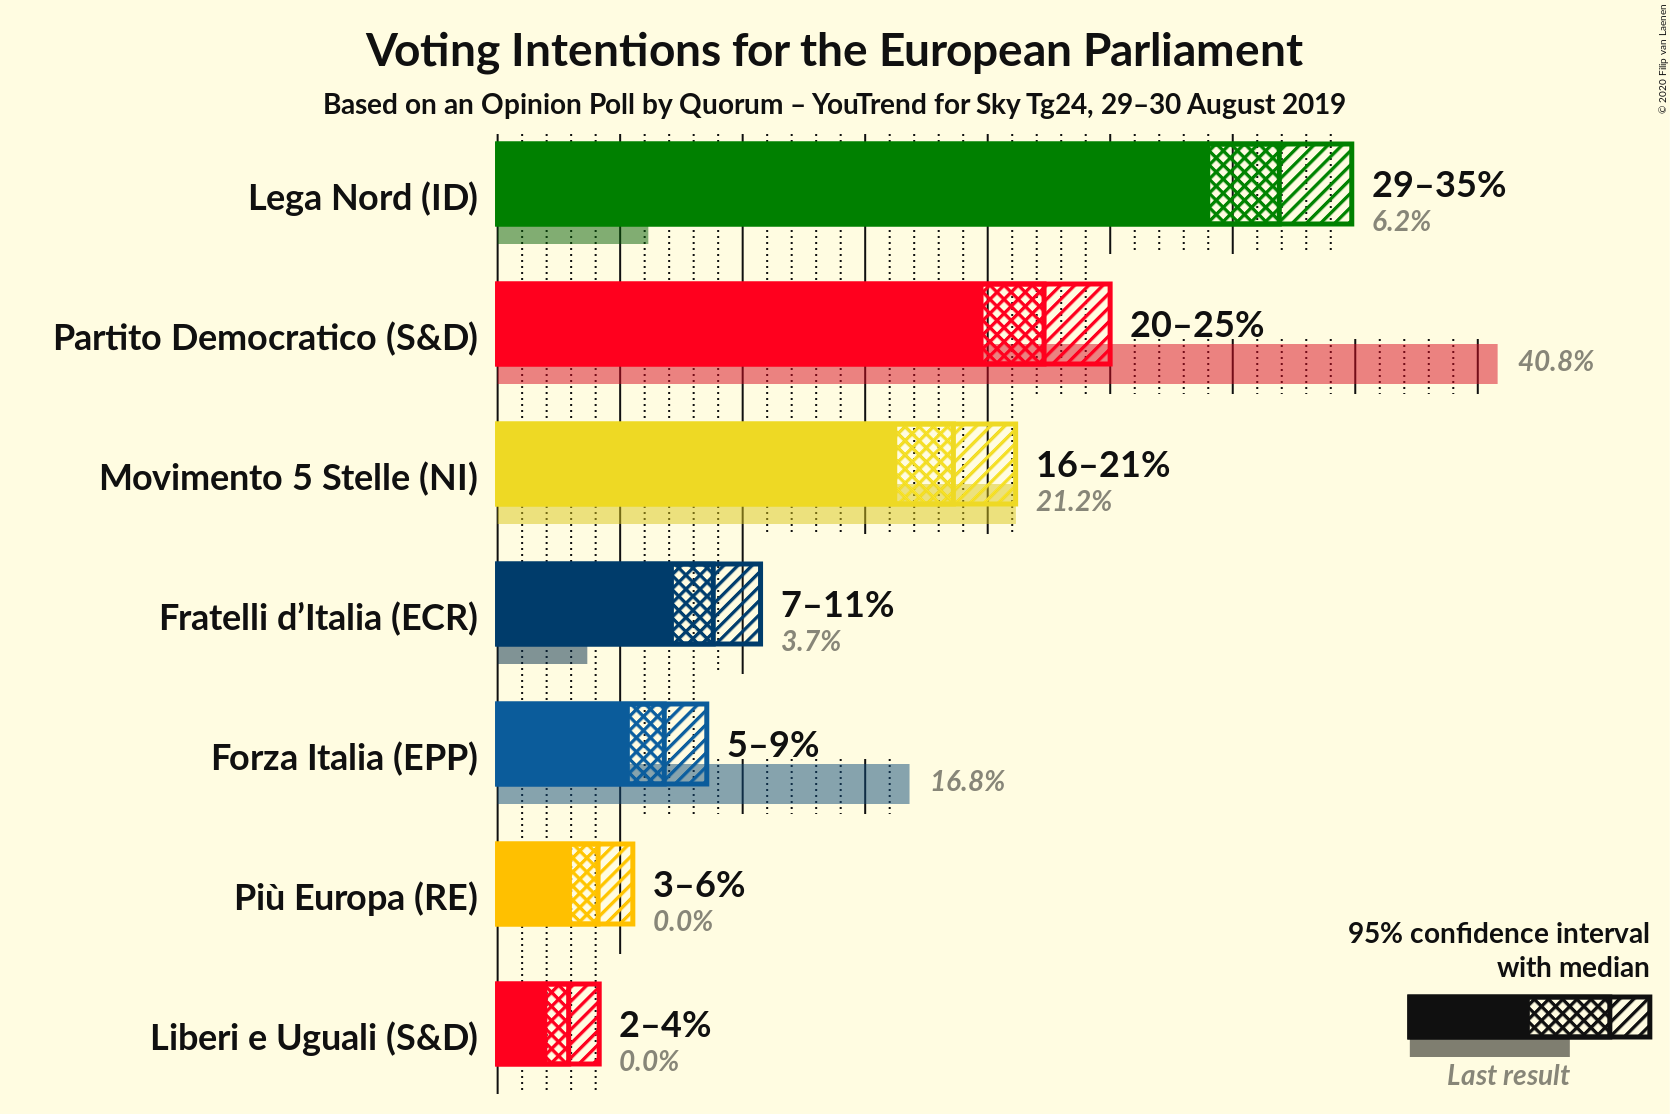 Voting Intentions for the European Parliament
Based on an Opinion Poll by Quorum – YouTrend for Sky Tg24, 29–30 August 2019
© 2020 Filip van Laenen
Lega Nord (ID)
29–35%
6.2%
Partito Democratico (S&D)
20–25%
40.8%
Movimento 5 Stelle (NI)
16–21%
21.2%
Fratelli d’Italia (ECR)
7–11%
3.7%
Forza Italia (EPP)
5–9%
16.8%
Più Europa (RE)
3–6%
0.0%
Liberi e Uguali (S&D)
2–4%
0.0%
95% confidence interval
with median
Last result